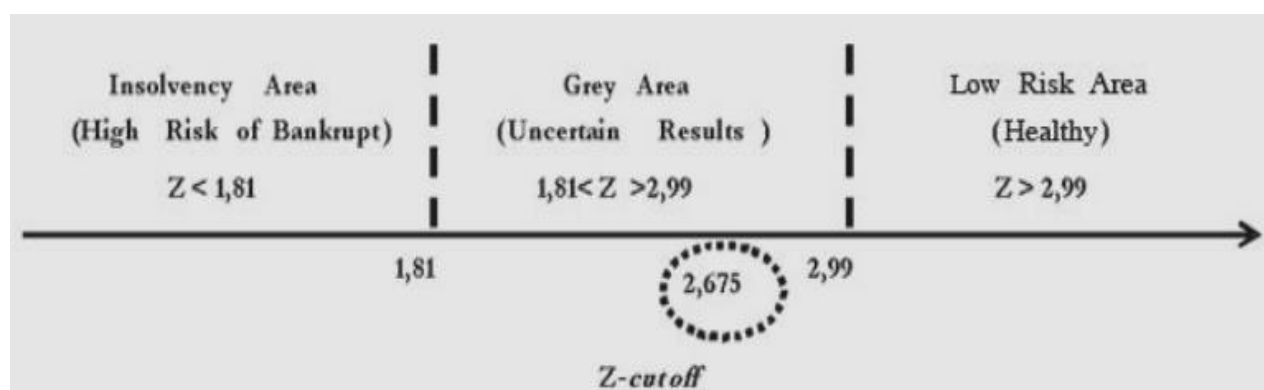 Insolvency Area
(High Risk of Bankrupt)
Z < 1,81
Grey Area
(Uncertain Results )
1,81< Z >2,99
Low Risk Area
(Healthy)
Z > 2,99
1,81
2,675
2,99
Z-cutoff